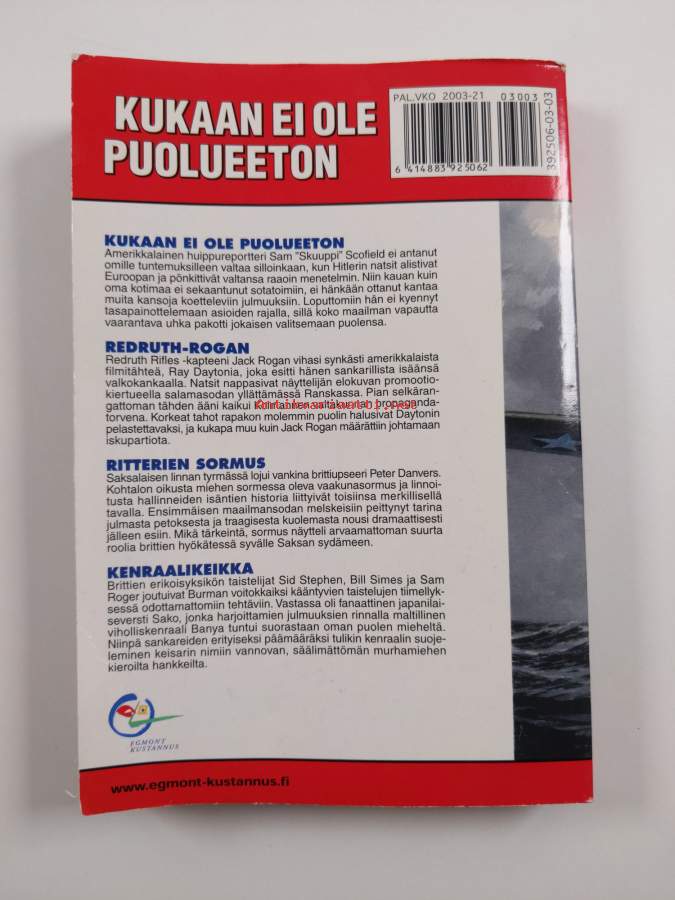 KUKAAN EI OLE
PUOLUEETON
PAL.VKO 2003-21
03003
6 414883 925062
392506-03-03
KUKAAN EI OLE PUOLUEETON
Amerikkalainen huippureportteri Sam "Skuuppi" Scofield ei antanut
omille tuntemuksilleen valtaa silloinkaan, kun Hitlerin natsit alistivat
Euroopan ja pönkittivät valtansa raaoin menetelmin. Niin kauan kuin
oma kotimaa ei sekaantunut sotatoimiin, ei hänkään ottanut kantaa
muita kansoja koetteleviin julmuuksiin. Loputtomiin hän ei kyennyt
tasapainottelemaan asioiden rajalla, sillä koko maailman vapautta
vaarantava uhka pakotti jokaisen valitsemaan puolensa.
REDRUTH-ROGAN
Redruth Rifles -kapteeni Jack Rogan vihasi synkästi amerikkalaista
filmitähteä, Ray Daytonia, joka esitti hänen sankarillista isäänsä
valkokankaalla. Natsit nappasivat näyttelijän elokuvan promootio-
kiertueella salamasodan yllättämässä Ranskassa. Pian selkäran-
gattoman tähden ääni kaikui Kolmannen valtakunnan propaganda-
torvena. Korkeat tahot rapakon molemmin puolin halusivat Daytonin
pelastettavaksi, ja kukapa muu kuin Jack Rogan määrättiin johtamaan
iskupartiota.
RITTERIEN SORMUS
Saksalaisen linnan tyrmässä lojui vankina brittiupseeri Peter Danvers.
Kohtalon oikusta miehen sormessa oleva vaakunasormus ja linnoi-
tusta hallinneiden isäntien historia liittyivät toisiinsa merkillisellä
tavalla. Ensimmäisen maailmansodan melskeisiin peittynyt tarina
julmasta petoksesta ja traagisesta kuolemasta nousi dramaattisesti
jälleen esiin. Mikä tärkeintä, sormus näytteli arvaamattoman suurta
roolia brittien hyökätessä syvälle Saksan sydämeen.
KENRAALIKEIKKA
Brittien erikoisyksikön taistelijat Sid Stephen, Bill Simes ja Sam
Roger joutuivat Burman voitokkaiksi kääntyvien taistelujen tiimellyk-
sessä odottamattomiin tehtäviin. Vastassa oli fanaattinen japanilai-
seversti Sako, jonka harjoittamien julmuuksien rinnalla maltillinen
viholliskenraali Banya tuntui suorastaan oman puolen mieheltä.
Niinpä sankareiden erityiseksi päämääräksi tulikin kenraalin suoje-
leminen keisarin nimiin vannovan, säälimättömän murhamiehen
kieroilta hankkeilta.
EGMONT
KUSTANNUS
www.egmont-kustannus.fi